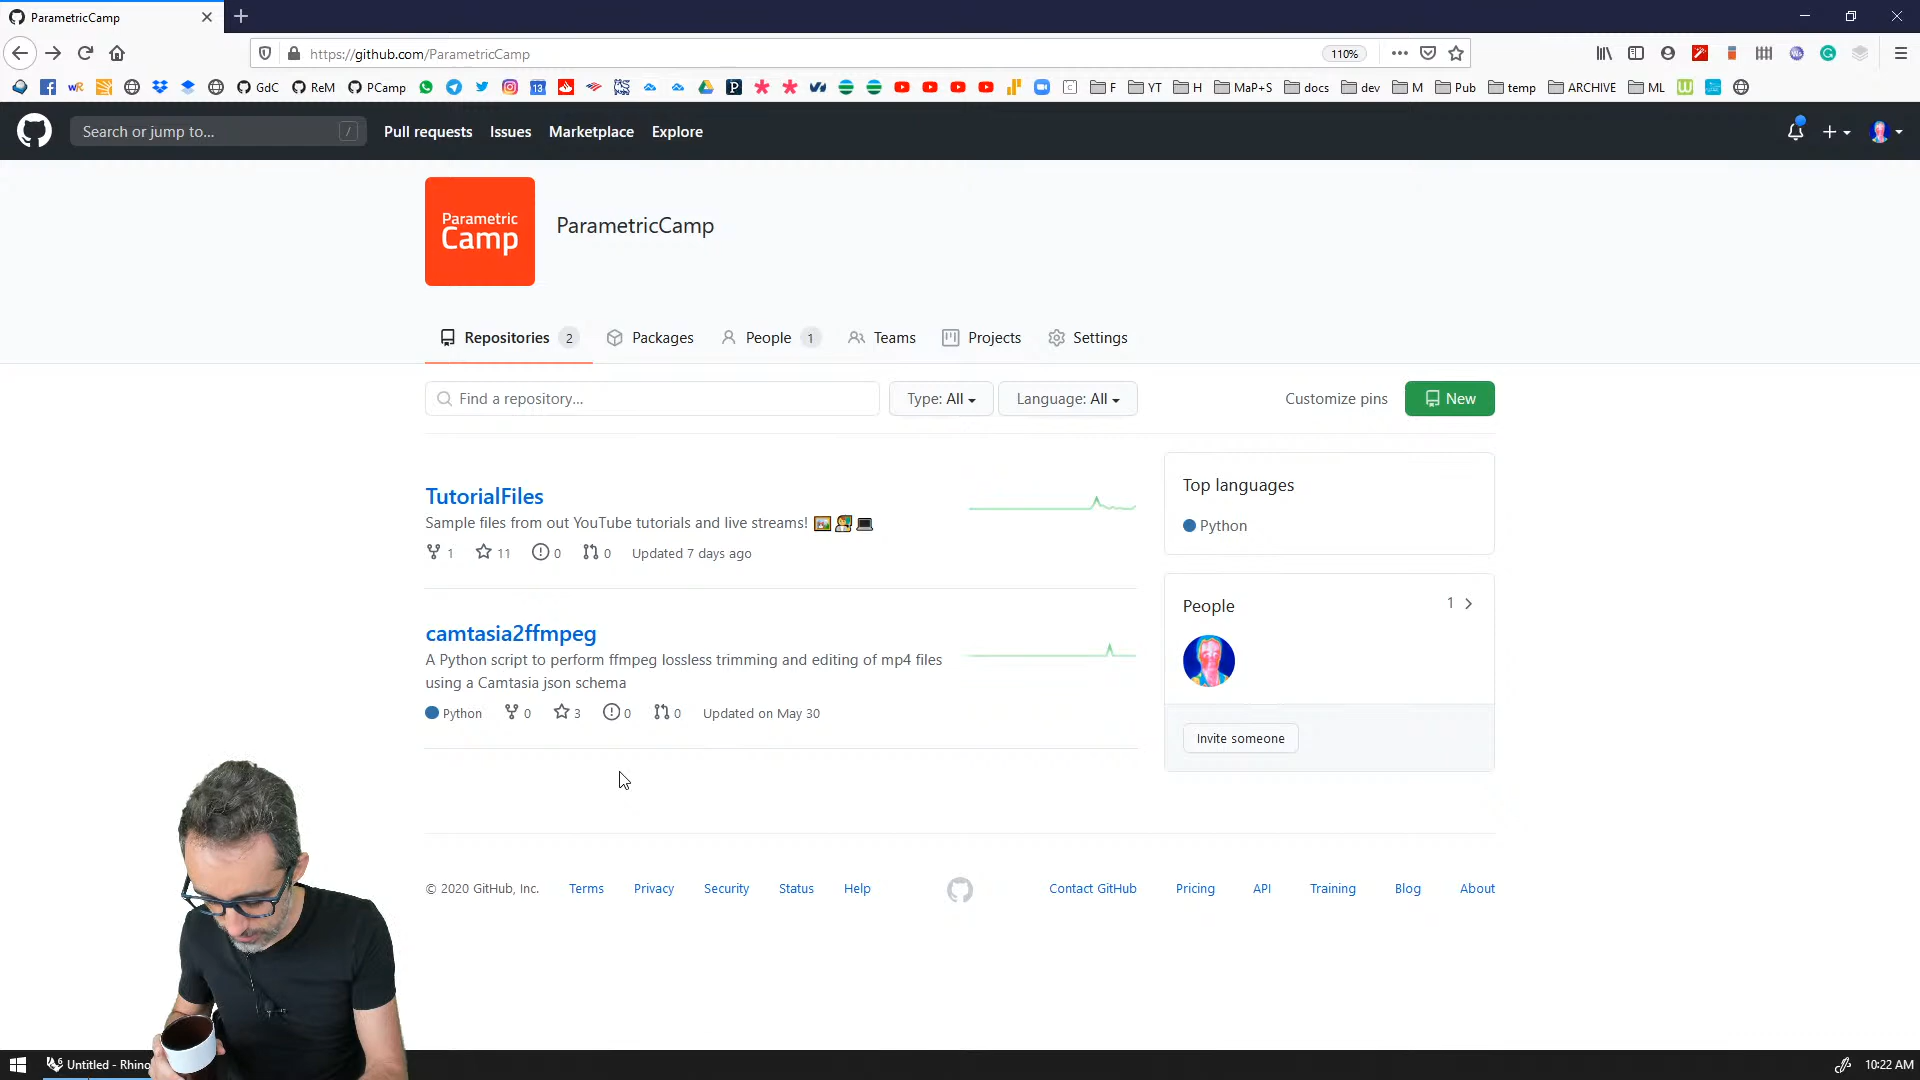 ParametricCamp
https://github.com/ParametricCamp
110%
GdC
ReM
PCamp
F
YT
H
MaP+S
docs
dev
M
Pub
temp
ARCHIVE
ML
Search or jump to...
/
Pull requests
Issues
Marketplace
Explore
Parametric
Camp
ParametricCamp
Repositories 2
Packages
People 1
Teams
Projects
Settings
Find a repository...
Type: All
Language: All
Customize pins
New
TutorialFiles
Sample files from out YouTube tutorials and live streams!
1 11 0 0 Updated 7 days ago
camtasia2ffmpeg
A Python script to perform ffmpeg lossless trimming and editing of mp4 files
using a Camtasia json schema
Python 0 3 0 0 Updated on May 30
Top languages
Python
People 1
Invite someone
© 2020 GitHub, Inc.
Terms
Privacy
Security
Status
Help
Contact GitHub
Pricing
API
Training
Blog
About
Untitled - Rhino
10:22 AM